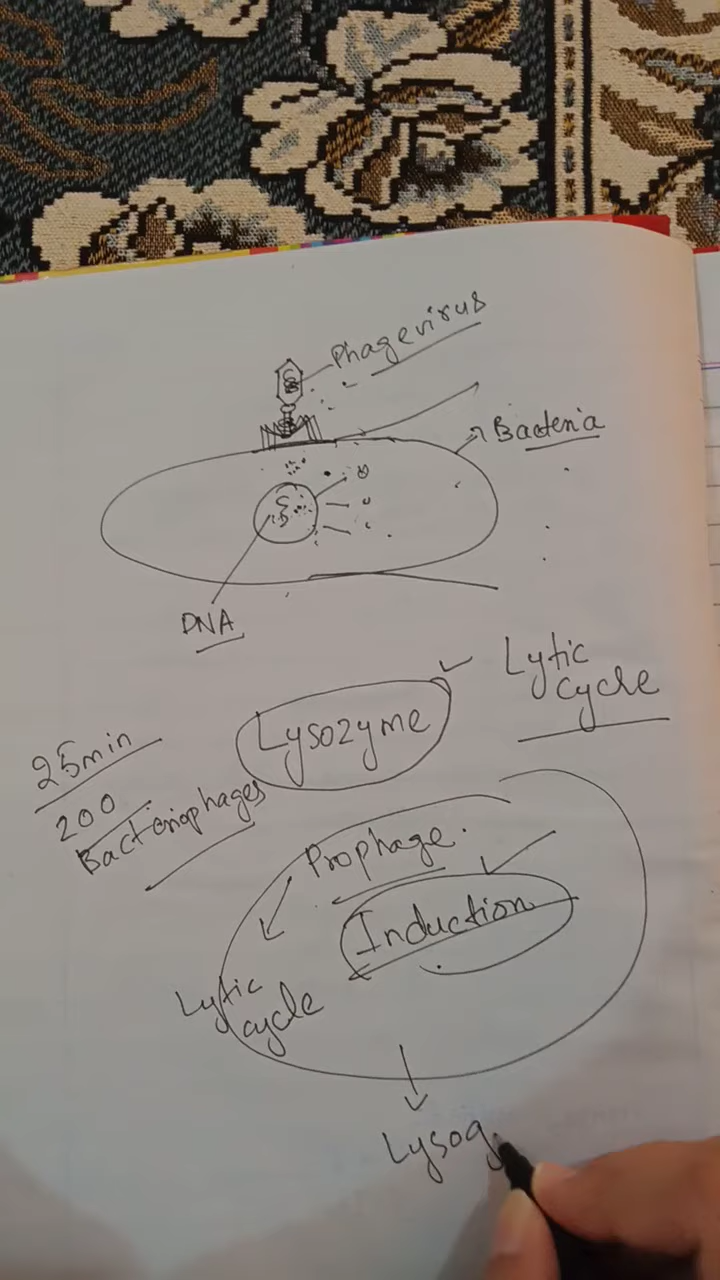 Phagevirus
Bacteria
DNA
Lytic
cycle
Lysozyme
25min
200
Bacteriophages
Prophage.
Induction
Lytic
cycle
Lysog